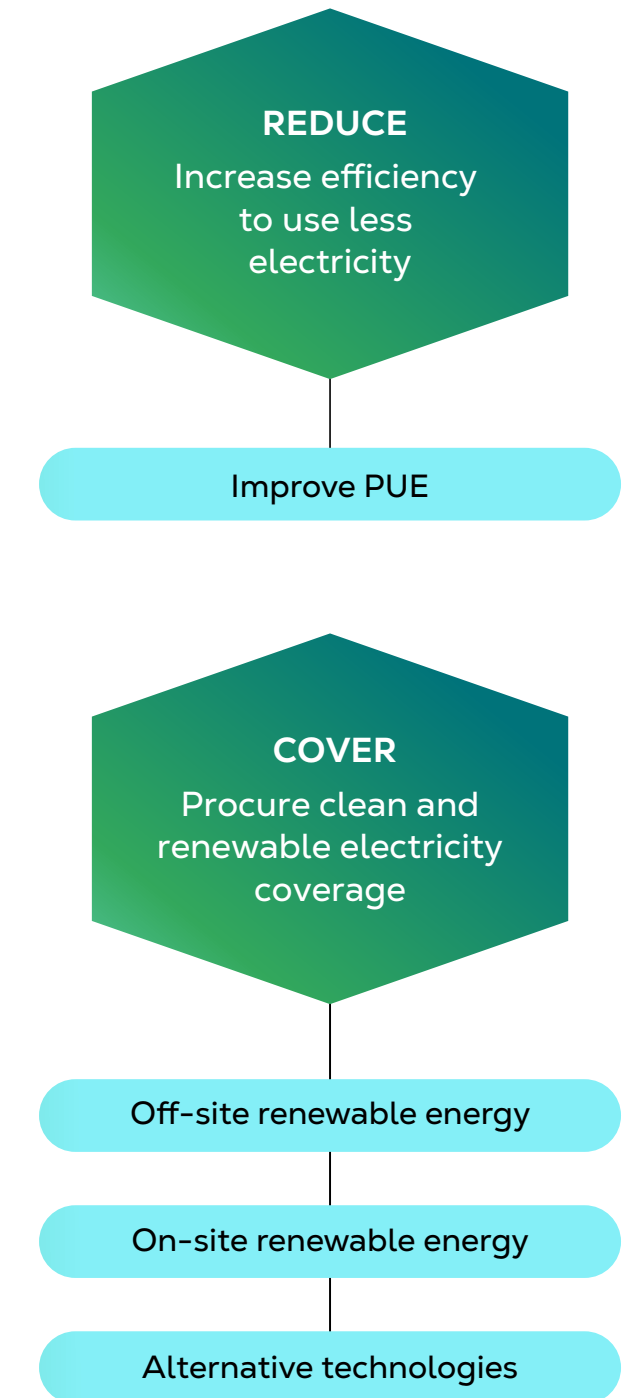 REDUCE
Increase efficiency
to use less
electricity
Improve PUE
COVER
Procure clean and
renewable electricity
coverage
Off-site renewable energy
On-site renewable energy
Alternative technologies